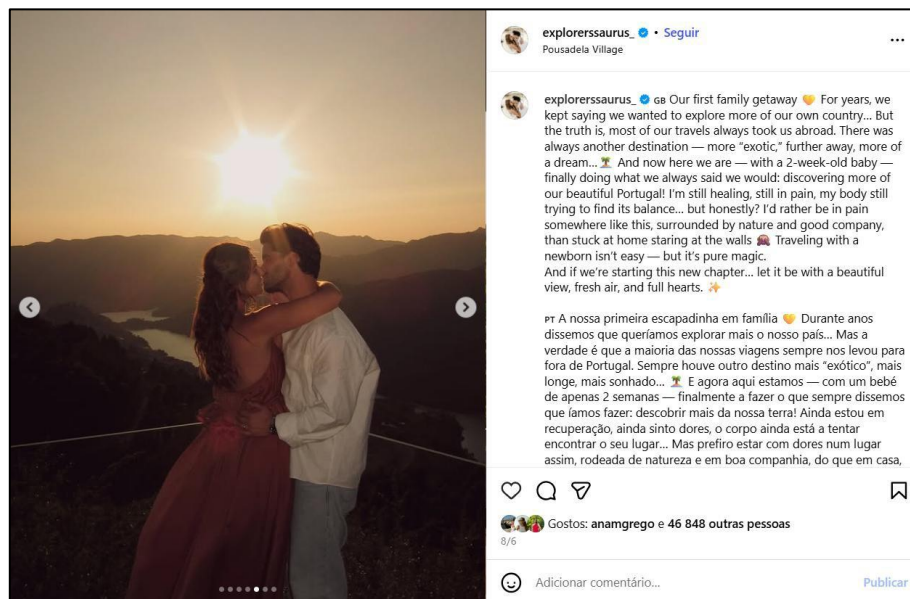 explorerssaurus_ • Seguir
Pousadela Village
explorerssaurus_ GB Our first family getaway 🧡 For years, we
kept saying we wanted to explore more of our own country... But
the truth is, most of our travels always took us abroad. There was
always another destination — more “exotic,” further away, more of
a dream... 🏝️ And now here we are — with a 2-week-old baby —
finally doing what we always said we would: discovering more of
our beautiful Portugal! I’m still healing, still in pain, my body still
trying to find its balance... but honestly? I’d rather be in pain
somewhere like this, surrounded by nature and good company,
than stuck at home staring at the walls 🙈 Traveling with a
newborn isn’t easy — but it’s pure magic.
And if we’re starting this new chapter... let it be with a beautiful
view, fresh air, and full hearts. ✨
PT A nossa primeira escapadinha em família 🧡 Durante anos
dissemos que queríamos explorar mais o nosso país... Mas a
verdade é que a maioria das nossas viagens sempre nos levou para
fora de Portugal. Sempre houve outro destino mais “exótico”, mais
longe, mais sonhado... 🏝️ E agora aqui estamos — com um bebé
de apenas 2 semanas — finalmente a fazer o que sempre dissemos
que íamos fazer: descobrir mais da nossa terra! Ainda estou em
recuperação, ainda sinto dores, o corpo ainda está a tentar
encontrar o seu lugar... Mas prefiro estar com dores num lugar
assim, rodeada de natureza e em boa companhia, do que em casa,
Gostos: anamgrego e 46 848 outras pessoas
8/6
Adicionar comentário... Publicar